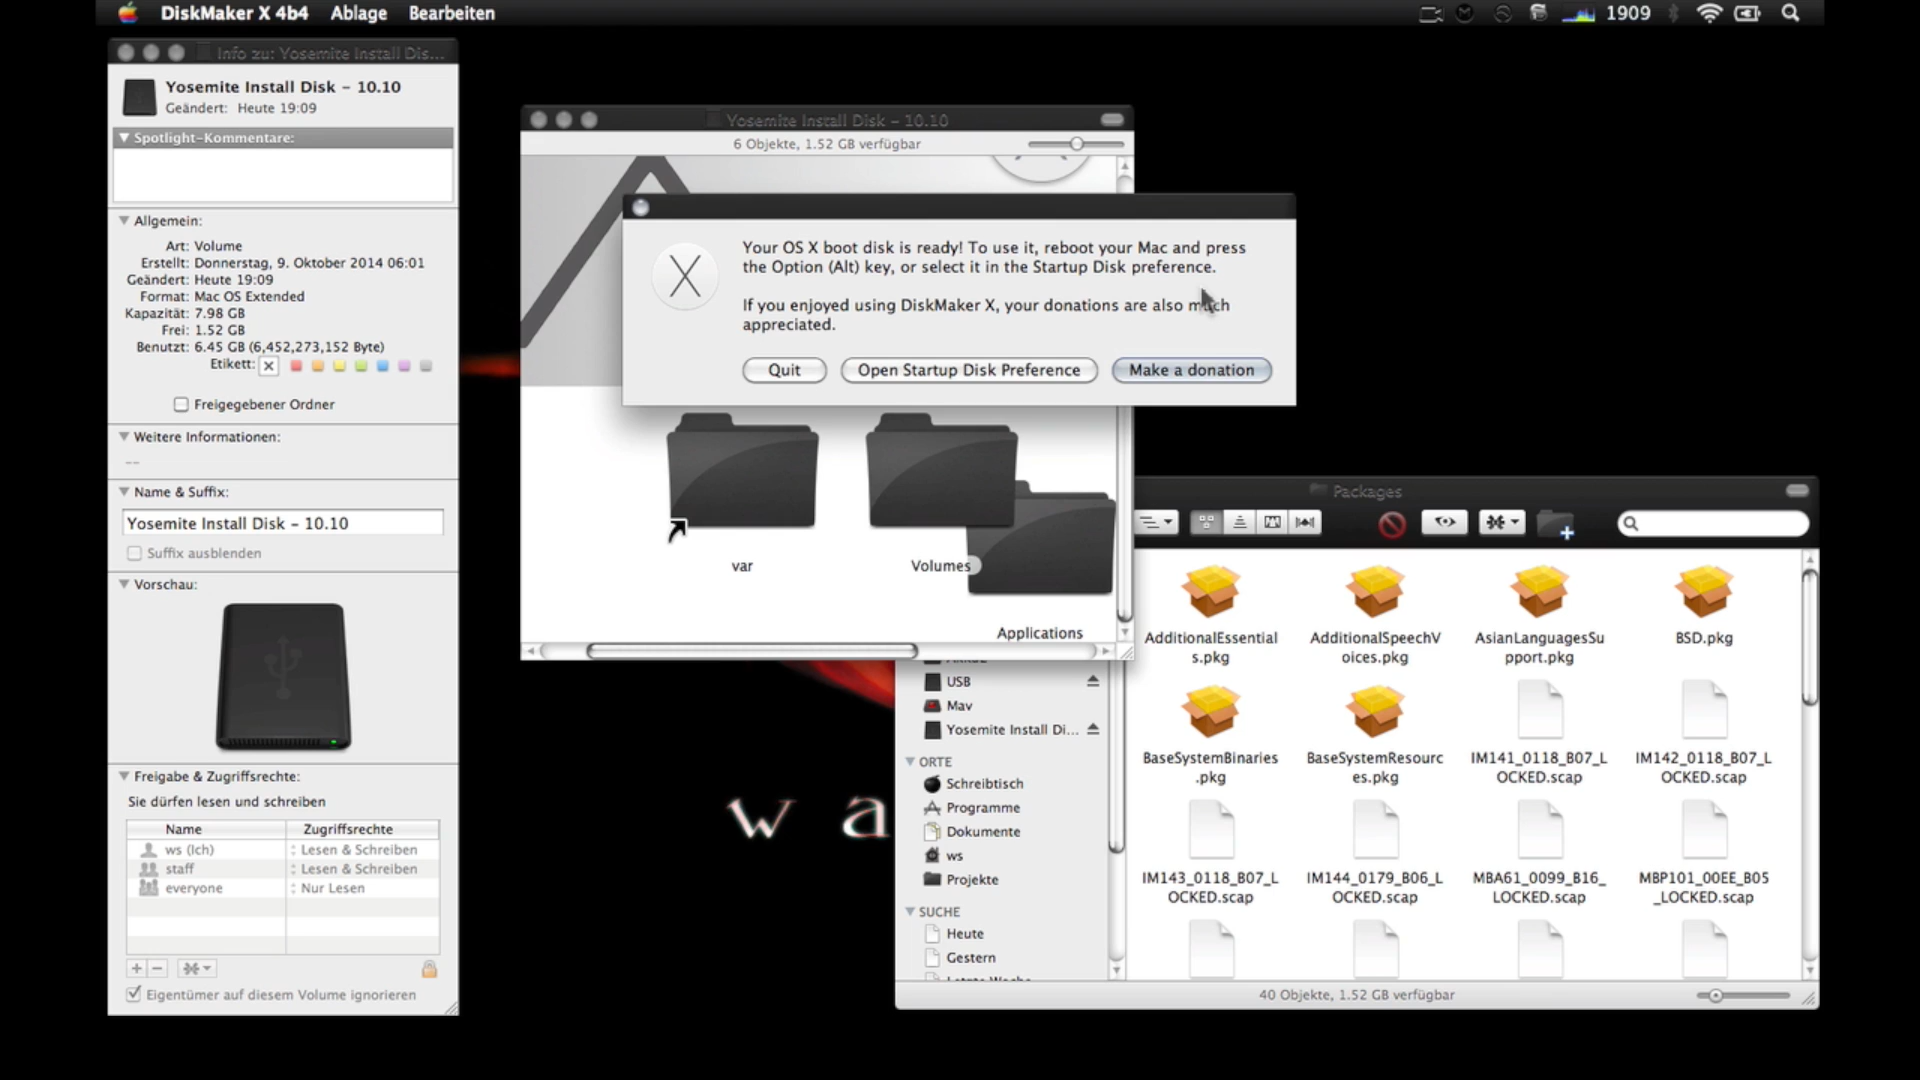 DiskMaker X 4b4 Ablage Bearbeiten 1909
Info zu: Yosemite Install Dis...
Yosemite Install Disk – 10.10
Geändert: Heute 19:09
Spotlight-Kommentare:
Allgemein:
Art: Volume
Erstellt: Donnerstag, 9. Oktober 2014 06:01
Geändert: Heute 19:09
Format: Mac OS Extended
Kapazität: 7.98 GB
Frei: 1.52 GB
Benutzt: 6.45 GB (6,452,273,152 Byte)
Etikett:
Freigegebener Ordner
Weitere Informationen:
--
Name & Suffix:
Yosemite Install Disk – 10.10
Suffix ausblenden
Vorschau:
Freigabe & Zugriffsrechte:
Sie dürfen lesen und schreiben
Name Zugriffsrechte
ws (Ich) Lesen & Schreiben
staff Lesen & Schreiben
everyone Nur Lesen
Eigentümer auf diesem Volume ignorieren
Yosemite Install Disk – 10.10
6 Objekte, 1.52 GB verfügbar
Your OS X boot disk is ready! To use it, reboot your Mac and press
the Option (Alt) key, or select it in the Startup Disk preference.
If you enjoyed using DiskMaker X, your donations are also much
appreciated.
Quit Open Startup Disk Preference Make a donation
var Volumes
Applications
Packages
USB
Mav
Yosemite Install Di...
ORTE
Schreibtisch
Programme
Dokumente
ws
Projekte
SUCHE
Heute
Gestern
AdditionalEssential
s.pkg
AdditionalSpeechV
oices.pkg
AsianLanguagesSu
pport.pkg
BSD.pkg
BaseSystemBinaries
.pkg
BaseSystemResourc
es.pkg
IM141_0118_B07_L
OCKED.scap
IM142_0118_B07_L
OCKED.scap
IM143_0118_B07_L
OCKED.scap
IM144_0179_B06_L
OCKED.scap
MBA61_0099_B16_
LOCKED.scap
MBP101_00EE_B05
_LOCKED.scap
40 Objekte, 1.52 GB verfügbar
w a